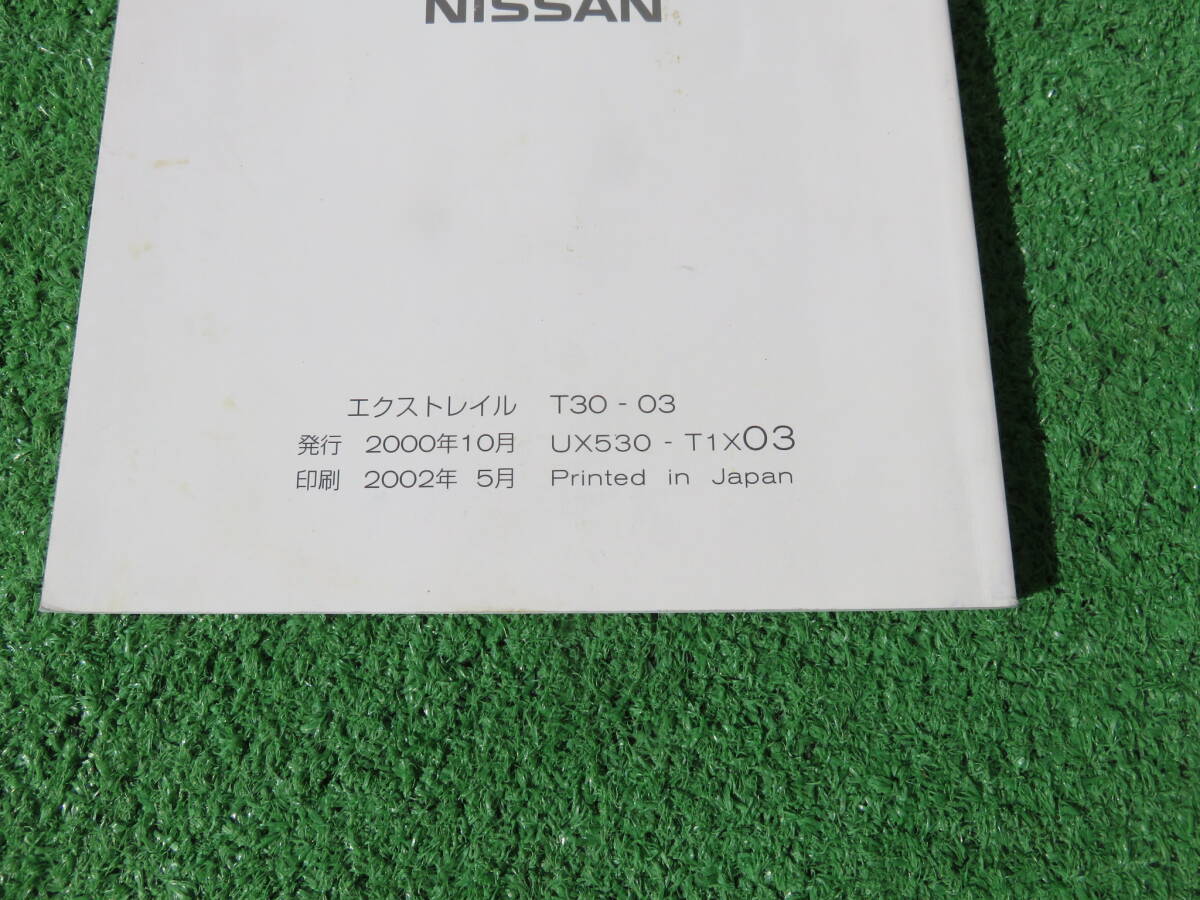 NISSAN
エクストレイル T30 - 03
発行 2000年10月 UX530 - T1X03
印刷 2002年 5月 Printed in Japan